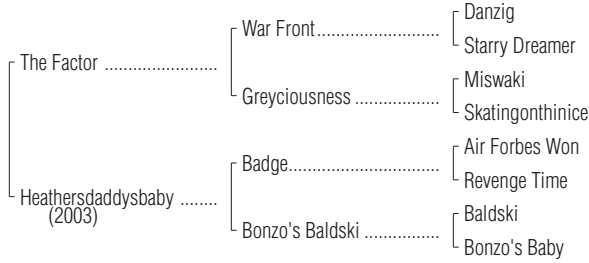 Danzig
War Front
Starry Dreamer
The Factor
Miswaki
Greyciousness
Skatingonthinice
Air Forbes Won
Badge
Revenge Time
Heathersdaddysbaby
(2003)
Baldski
Bonzo's Baldski
Bonzo's Baby